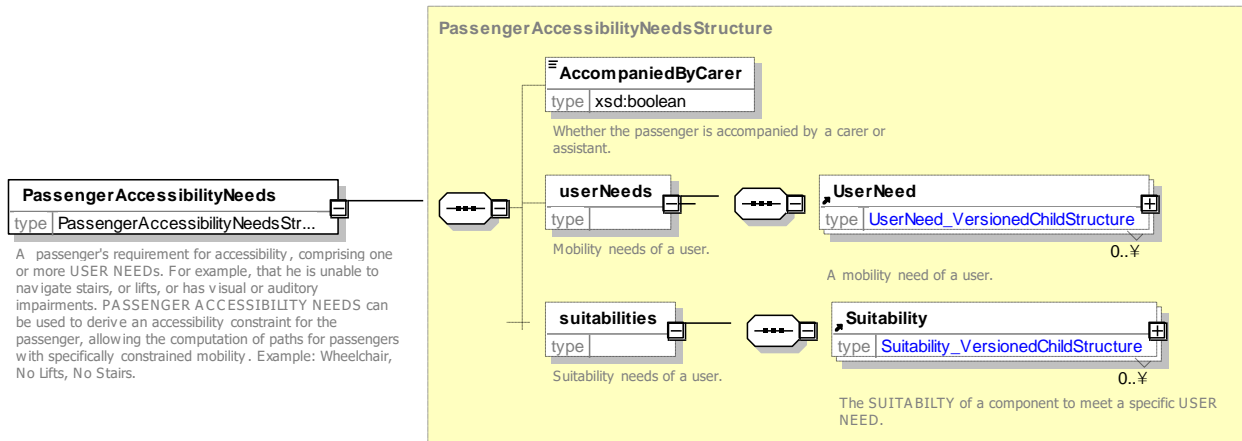 PassengerAccessibilityNeedsStructure
AccompaniedByCarer
type xsd:boolean
Whether the passenger is accompanied by a carer or
assistant.
PassengerAccessibilityNeeds
type PassengerAccessibilityNeedsStr...
A passenger's requirement for accessibility, comprising one
or more USER NEEDs. For example, that he is unable to
navigate stairs, or lifts, or has visual or auditory
impairments. PASSENGER ACCESSIBILITY NEEDS can
be used to derive an accessibility constraint for the
passenger, allowing the computation of paths for passengers
with specifically constrained mobility. Example: Wheelchair,
No Lifts, No Stairs.
userNeeds
type
Mobility needs of a user.
UserNeed
type UserNeed_VersionedChildStructure
0..¥
A mobility need of a user.
suitabilities
type
Suitability needs of a user.
Suitability
type Suitability_VersionedChildStructure
0..¥
The SUITABILTY of a component to meet a specific USER
NEED.